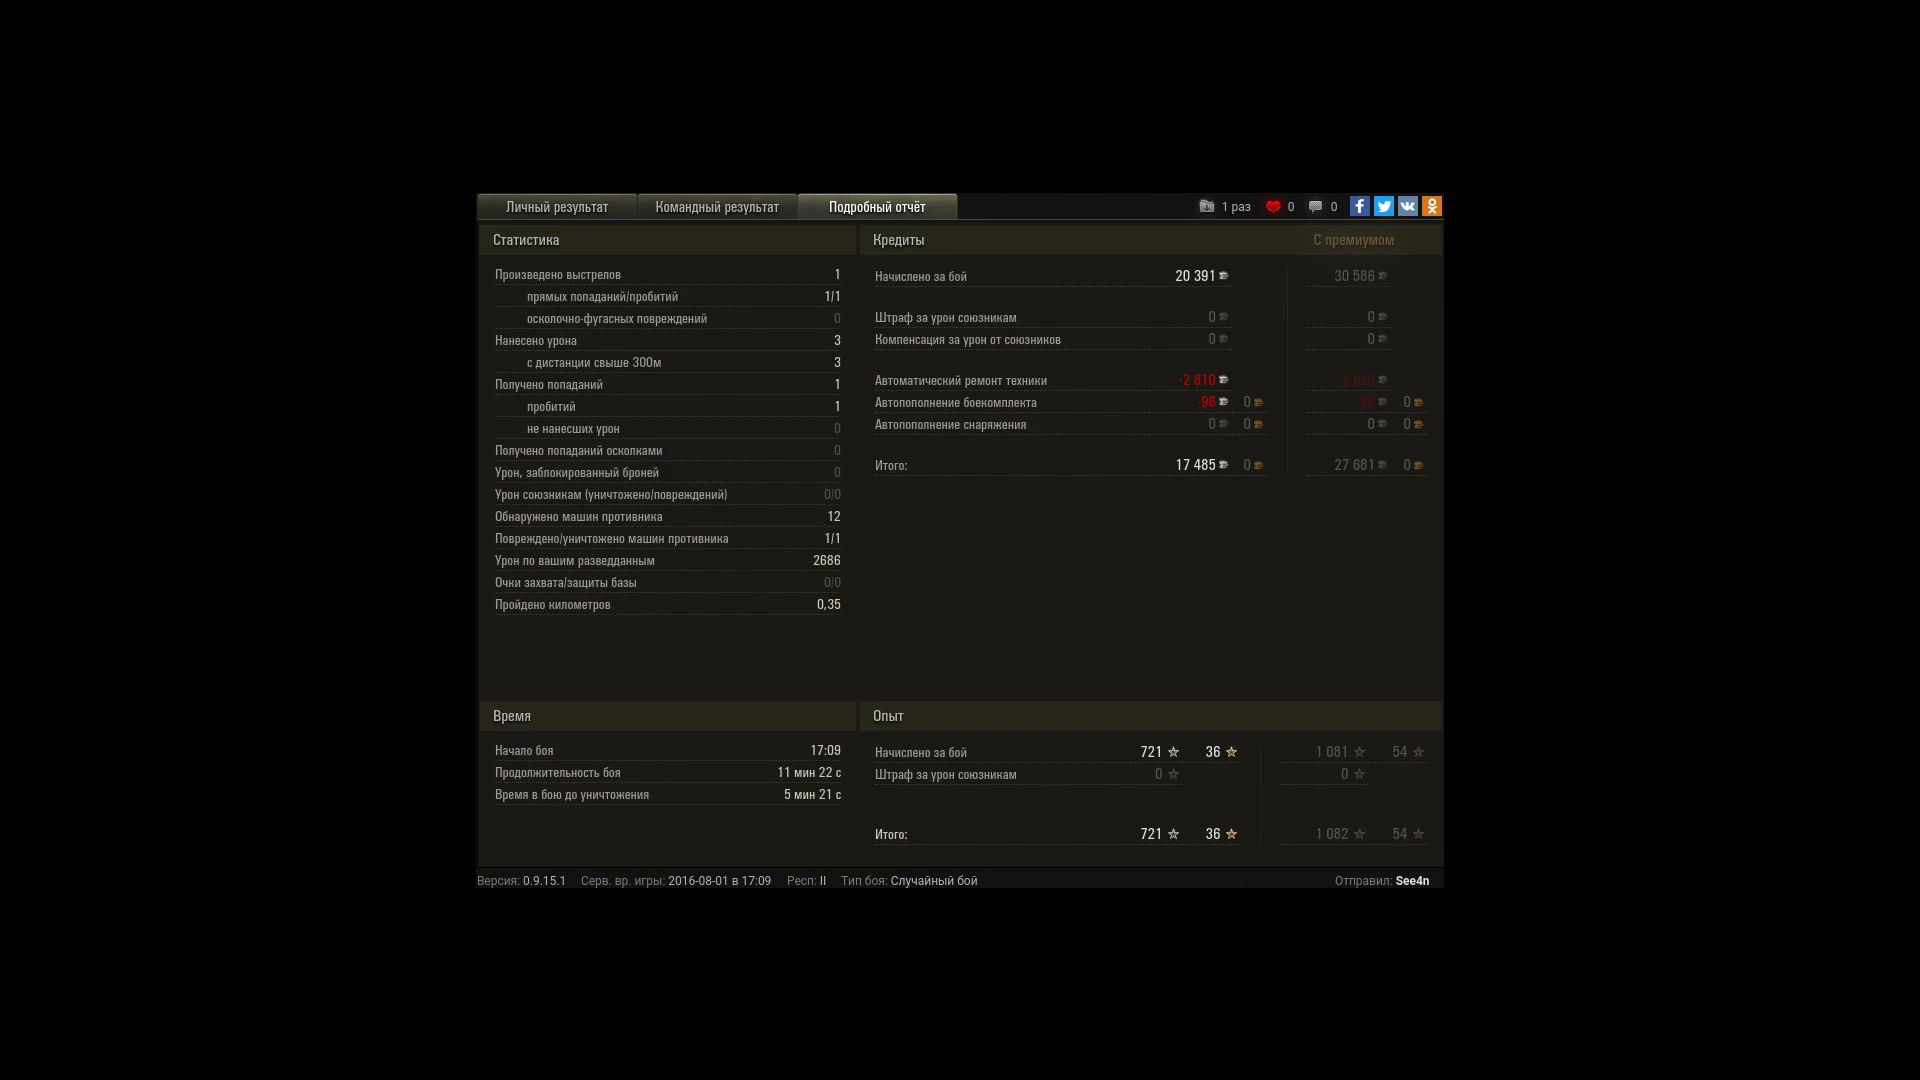 Личный результат Командный результат Подробный отчёт 1 раз 0 0
Статистика
Произведено выстрелов 1
прямых попаданий/пробитий 1/1
осколочно-фугасных повреждений 0
Нанесено урона 3
с дистанции свыше 300м 3
Получено попаданий 1
пробитий 1
не нанесших урон 0
Получено попаданий осколками 0
Урон, заблокированный броней 0
Урон союзникам (уничтожено/повреждений) 0/0
Обнаружено машин противника 12
Повреждено/уничтожено машин противника 1/1
Урон по вашим разведданным 2686
Очки захвата/защиты базы 0/0
Пройдено километров 0,35
Кредиты С премиумом
Начислено за бой 20 391 30 586
Штраф за урон союзникам 0 0
Компенсация за урон от союзников 0 0
Автоматический ремонт техники -2 810 -2 810
Автопополнение боекомплекта -96 0 -96 0
Автопополнение снаряжения 0 0 0 0
Итого: 17 485 0 27 681 0
Время
Начало боя 17:09
Продолжительность боя 11 мин 22 с
Время в бою до уничтожения 5 мин 21 с
Опыт
Начислено за бой 721 36 1 081 54
Штраф за урон союзникам 0 0
Итого: 721 36 1 082 54
Версия: 0.9.15.1 Серв. вр. игры: 2016-08-01 в 17:09 Респ: II Тип боя: Случайный бой Отправил: See4n